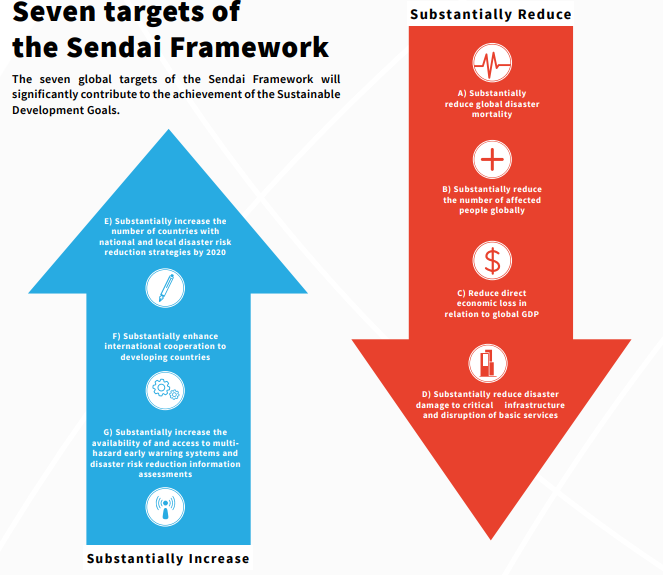 Seven targets of
the Sendai Framework
The seven global targets of the Sendai Framework will
significantly contribute to the achievement of the Sustainable
Development Goals.
E) Substantially increase the
number of countries with
national and local disaster risk
reduction strategies by 2020
F) Substantially enhance
international cooperation to
developing countries
G) Substantially increase the
availability of and access to multi-
hazard early warning systems and
disaster risk reduction information
assessments
Substantially Increase
Substantially Reduce
A) Substantially
reduce global disaster
mortality
B) Substantially reduce
the number of affected
people globally
$
C) Reduce direct
economic loss in
relation to global GDP
D) Substantially reduce disaster
damage to critical infrastructure
and disruption of basic services